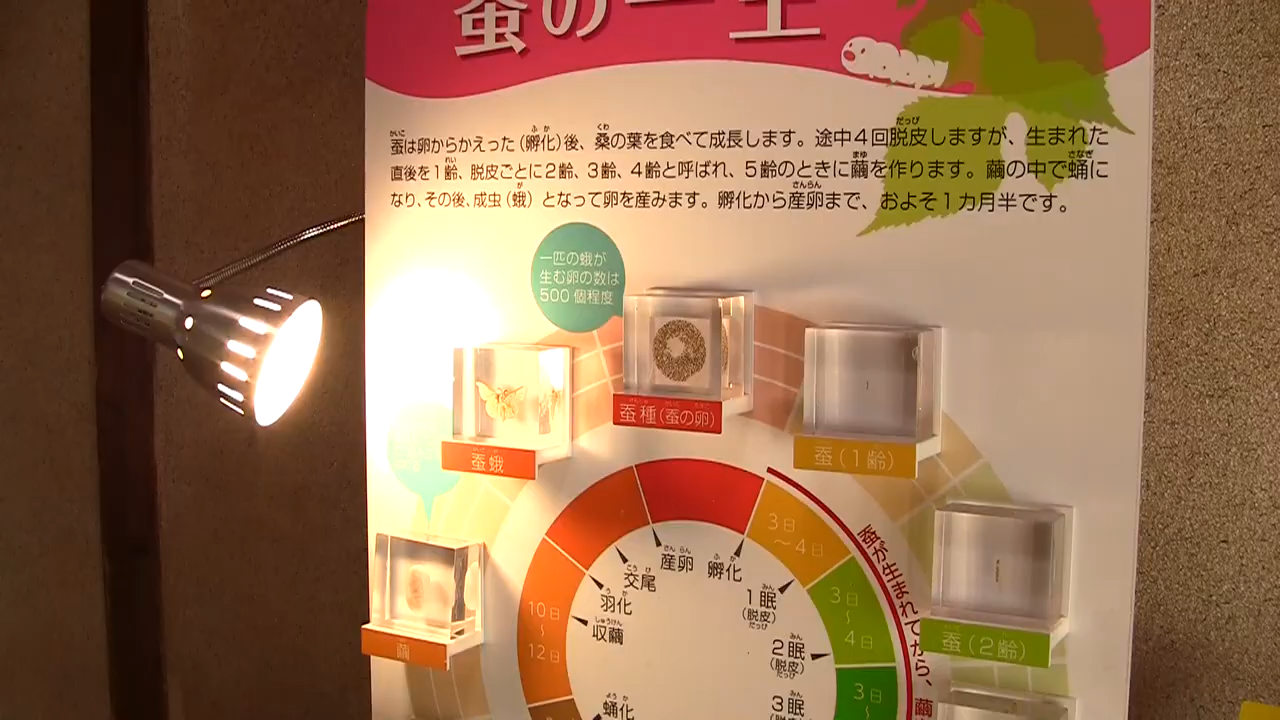 蚕の一生
蚕は卵からかえった(孵化)後、桑の葉を食べて成長します。途中4回脱皮しますが、生まれた
直後を1齢、脱皮ごとに2齢、3齢、4齢と呼ばれ、5齢のときに繭を作ります。繭の中で蛹に
なり、その後、成虫(蛾)となって卵を産みます。孵化から産卵まで、およそ1カ月半です。
一匹の蛾が
生む卵の数は
500個程度
蚕種(蚕の卵)
蚕蛾
蚕(1齢)
蚕(2齢)
繭
3日
～4日
3日
～
4日
3日
～
10日
～
12日
産卵
孵化
交尾
羽化
収繭
蛹化
1眠
(脱皮)
2眠
(脱皮)
3眠
蚕が生まれてから、繭